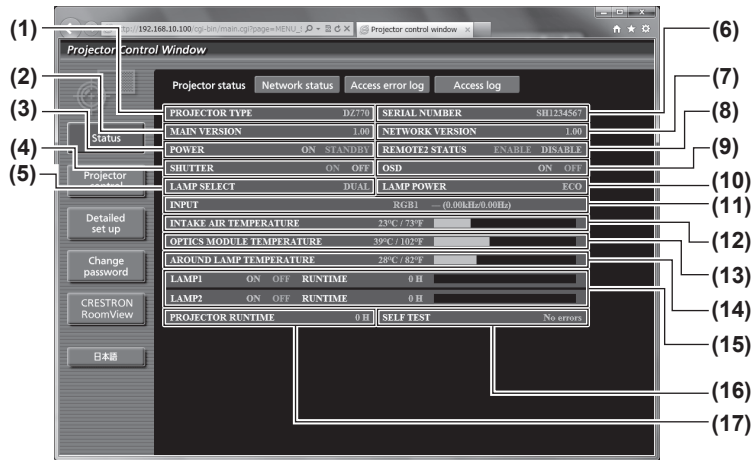 http://192.168.10.100/cgi-bin/main.cgi?page=MENU_
Projector control window
Projector Control Window
Projector status
Network status
Access error log
Access log
Status
Projector control
Detailed set up
Change password
CRESTRON RoomView
日本語
PROJECTOR TYPE DZ770 SERIAL NUMBER SH1234567
MAIN VERSION 1.00 NETWORK VERSION 1.00
POWER ON STANDBY REMOTE2 STATUS ENABLE DISABLE
SHUTTER ON OFF OSD ON OFF
LAMP SELECT DUAL LAMP POWER ECO
INPUT RGB1 — (0.00kHz/0.00Hz)
INTAKE AIR TEMPERATURE 23°C / 73°F
OPTICS MODULE TEMPERATURE 39°C / 102°F
AROUND LAMP TEMPERATURE 28°C / 82°F
LAMP1 ON OFF RUNTIME 0 H
LAMP2 ON OFF RUNTIME 0 H
PROJECTOR RUNTIME 0 H SELF TEST No errors
(1)
(2)
(3)
(4)
(5)
(6)
(7)
(8)
(9)
(10)
(11)
(12)
(13)
(14)
(15)
(16)
(17)